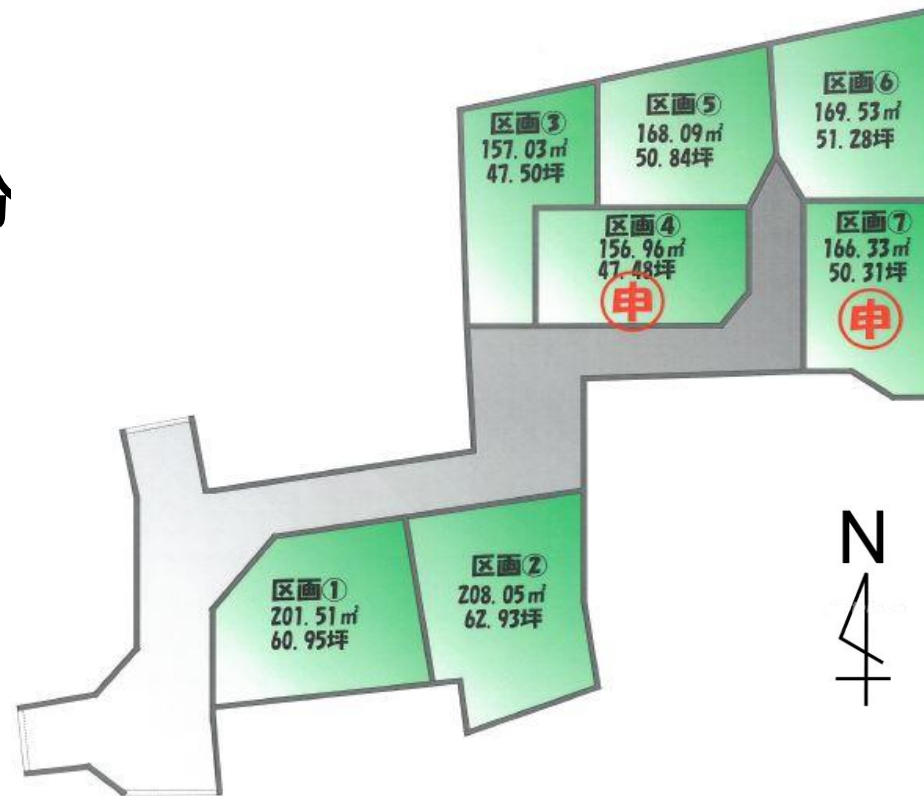 区画③
157.03㎡
47.50坪
区画⑤
168.09㎡
50.84坪
区画⑥
169.53㎡
51.28坪
区画④
156.96㎡
47.48坪
申
区画⑦
166.33㎡
50.31坪
申
区画①
201.51㎡
60.95坪
区画②
208.05㎡
62.93坪
N